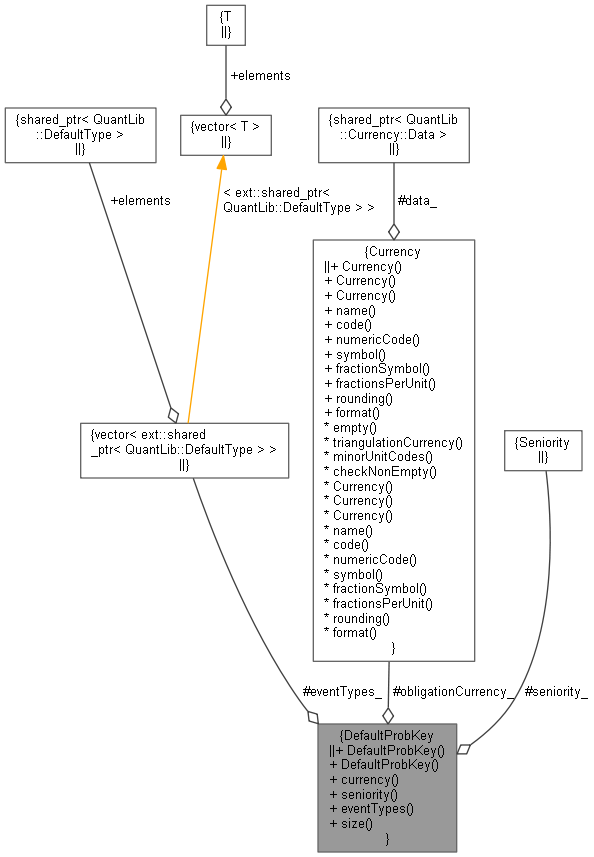 {T
||}
+elements
{shared_ptr< QuantLib
::DefaultType >
||}
{vector< T >
||}
{shared_ptr< QuantLib
::Currency::Data >
||}
+elements
< ext::shared_ptr<
QuantLib::DefaultType > >
#data_
{Currency
||+ Currency()
+ Currency()
+ Currency()
+ name()
+ code()
+ numericCode()
+ symbol()
+ fractionSymbol()
+ fractionsPerUnit()
+ rounding()
+ format()
* empty()
* triangulationCurrency()
* minorUnitCodes()
* checkNonEmpty()
* Currency()
* Currency()
* Currency()
* name()
* code()
* numericCode()
* symbol()
* fractionSymbol()
* fractionsPerUnit()
* rounding()
* format()
}
{vector< ext::shared
_ptr< QuantLib::DefaultType > >
||}
{Seniority
||}
#eventTypes_
#obligationCurrency_
#seniority_
{DefaultProbKey
||+ DefaultProbKey()
+ DefaultProbKey()
+ currency()
+ seniority()
+ eventTypes()
+ size()
}